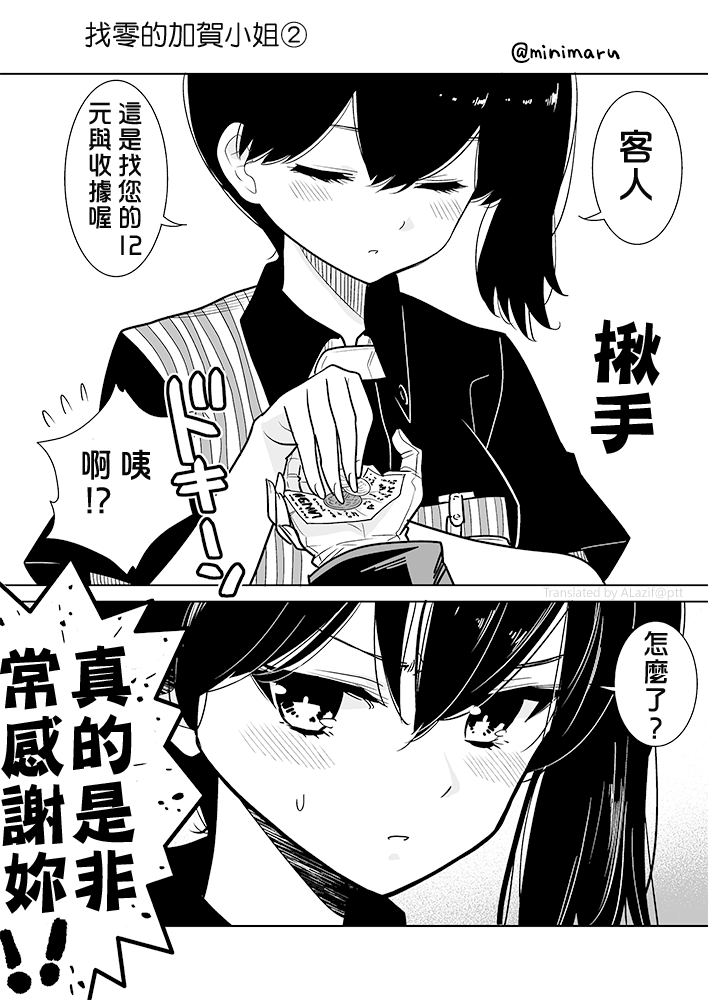 找零的加賀小姐②
@minimaru
客人
這是找您的12
元與收據喔
揪手
咦
啊!?
ドキーン
Translated by ALazif@ptt
怎麼了?
真的是非
常感謝妳!!